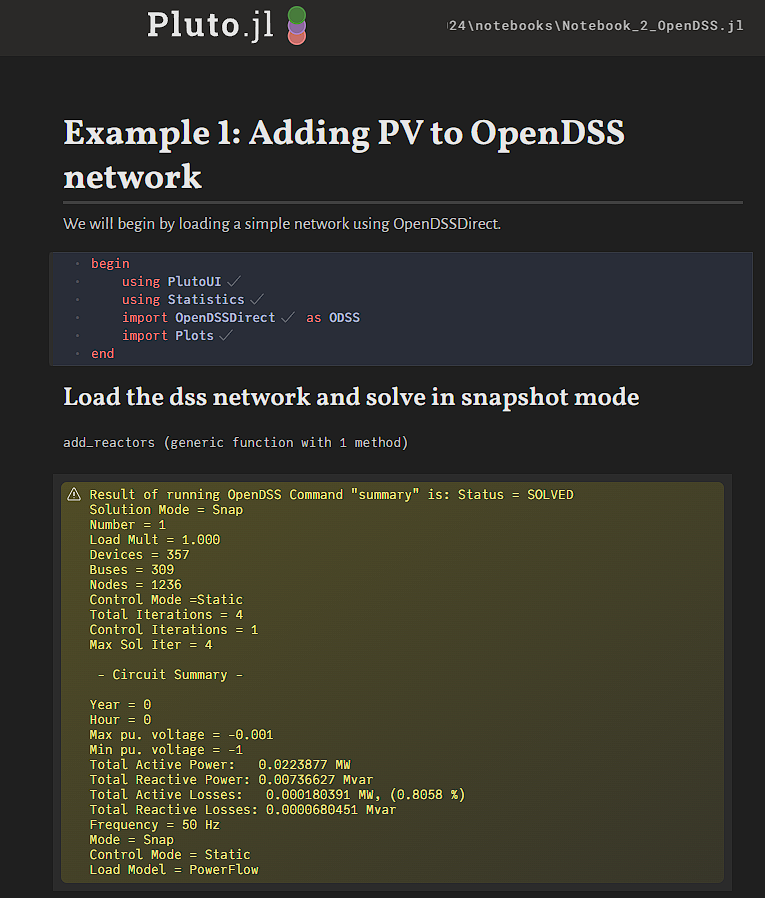 Pluto.jl
24\notebooks\Notebook_2_OpenDSS.jl
Example 1: Adding PV to OpenDSS
network
We will begin by loading a simple network using OpenDSSDirect.
begin
using PlutoUI ✓
using Statistics ✓
import OpenDSSDirect ✓ as ODSS
import Plots ✓
end
Load the dss network and solve in snapshot mode
add_reactors (generic function with 1 method)
Result of running OpenDSS Command "summary" is: Status = SOLVED
Solution Mode = Snap
Number = 1
Load Mult = 1.000
Devices = 357
Buses = 309
Nodes = 1236
Control Mode =Static
Total Iterations = 4
Control Iterations = 1
Max Sol Iter = 4
- Circuit Summary -
Year = 0
Hour = 0
Max pu. voltage = -0.001
Min pu. voltage = -1
Total Active Power:   0.0223877 MW
Total Reactive Power: 0.00736627 Mvar
Total Active Losses:   0.000180391 MW, (0.8058 %)
Total Reactive Losses: 0.0000680451 Mvar
Frequency = 50 Hz
Mode = Snap
Control Mode = Static
Load Model = PowerFlow